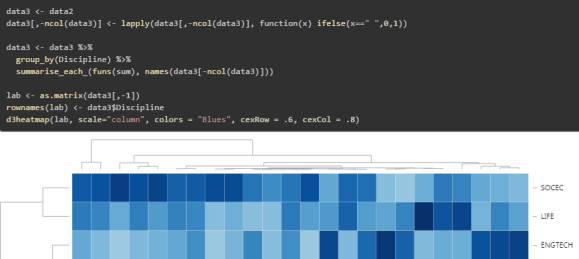 data3 <- data2
data3[,-ncol(data3)] <- lapply(data3[,-ncol(data3)], function(x) ifelse(x==" ",0,1))
data3 <- data3 %>%
group_by(Discipline) %>%
summarise_each_(funs(sum), names(data3[-ncol(data3)]))
lab <- as.matrix(data3[,-1])
rownames(lab) <- data3$Discipline
d3heatmap(lab, scale="column", colors = "Blues", cexRow = .6, cexCol = .8)
SOCEC
LIFE
ENGTECH